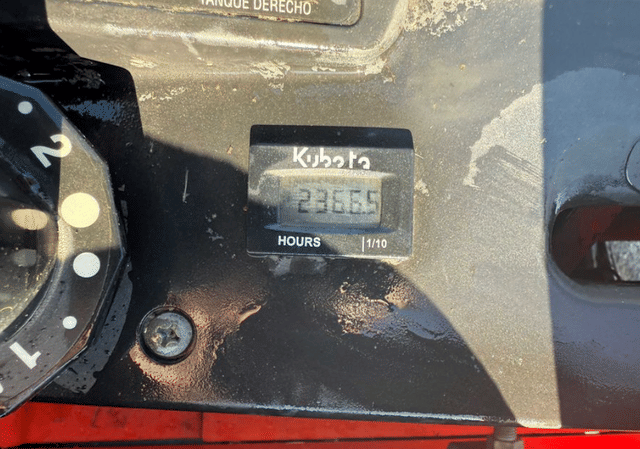 TANQUE DERECHO
Kubota
2366.5
HOURS 1/10
2
1